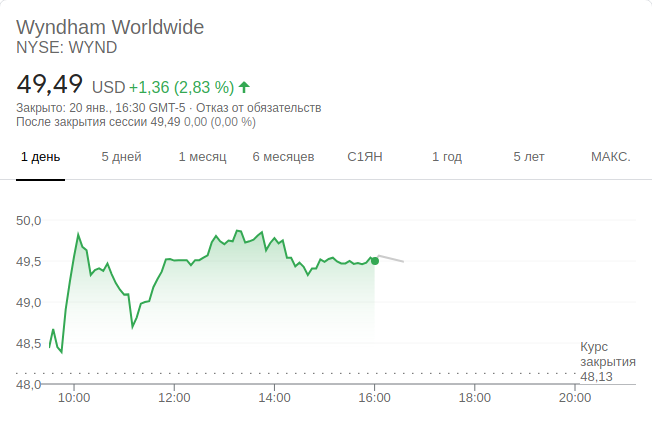 Wyndham Worldwide
NYSE: WYND
49,49 USD +1,36 (2,83 %)
Закрыто: 20 янв., 16:30 GMT-5 · Отказ от обязательств
После закрытия сессии 49,49 0,00 (0,00 %)
1 день 5 дней 1 месяц 6 месяцев С1ЯН 1 год 5 лет МАКС.
50,0
49,5
49,0
48,5
48,0
Курс
закрытия
48,13
10:00 12:00 14:00 16:00 18:00 20:00